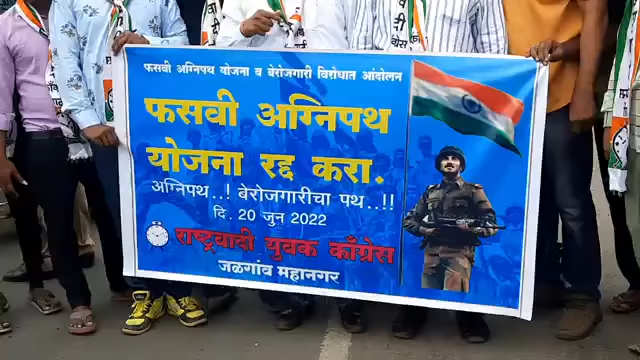 फसवी अग्निपथ योजना व बेरोजगारी विरोधात आंदोलन
फसवी अग्निपथ
योजना रद्द करा.
अग्निपथ..! बेरोजगारीचा पथ..!!
दि. 20 जुन 2022
राष्ट्रवादी युवक काँग्रेस
जळगांव महानगर